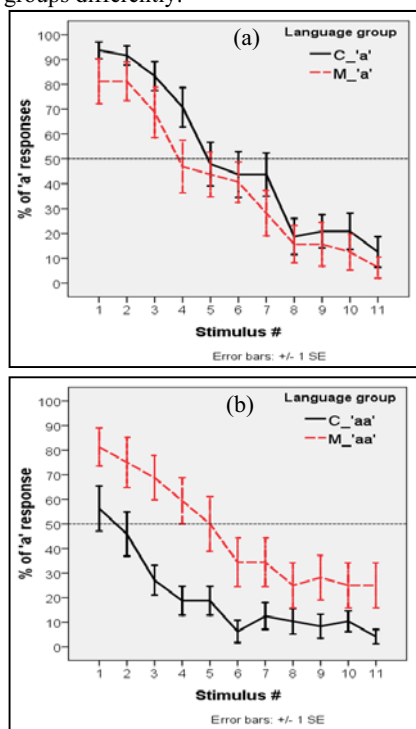 groups differently.
(a)
Language group
C_'a'
M_'a'
% of 'a' responses
100
90
80
70
60
50
40
30
20
10
0
1 2 3 4 5 6 7 8 9 10 11
Stimulus #
Error bars: +/- 1 SE
(b)
Language group
C_'aa'
M_'aa'
% of 'a' response
100
90
80
70
60
50
40
30
20
10
0
1 2 3 4 5 6 7 8 9 10 11
Stimulus #
Error bars: +/- 1 SE